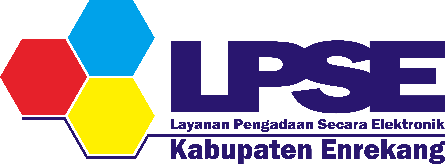 LPSE
Layanan Pengadaan Secara Elektronik
Kabupaten Enrekang